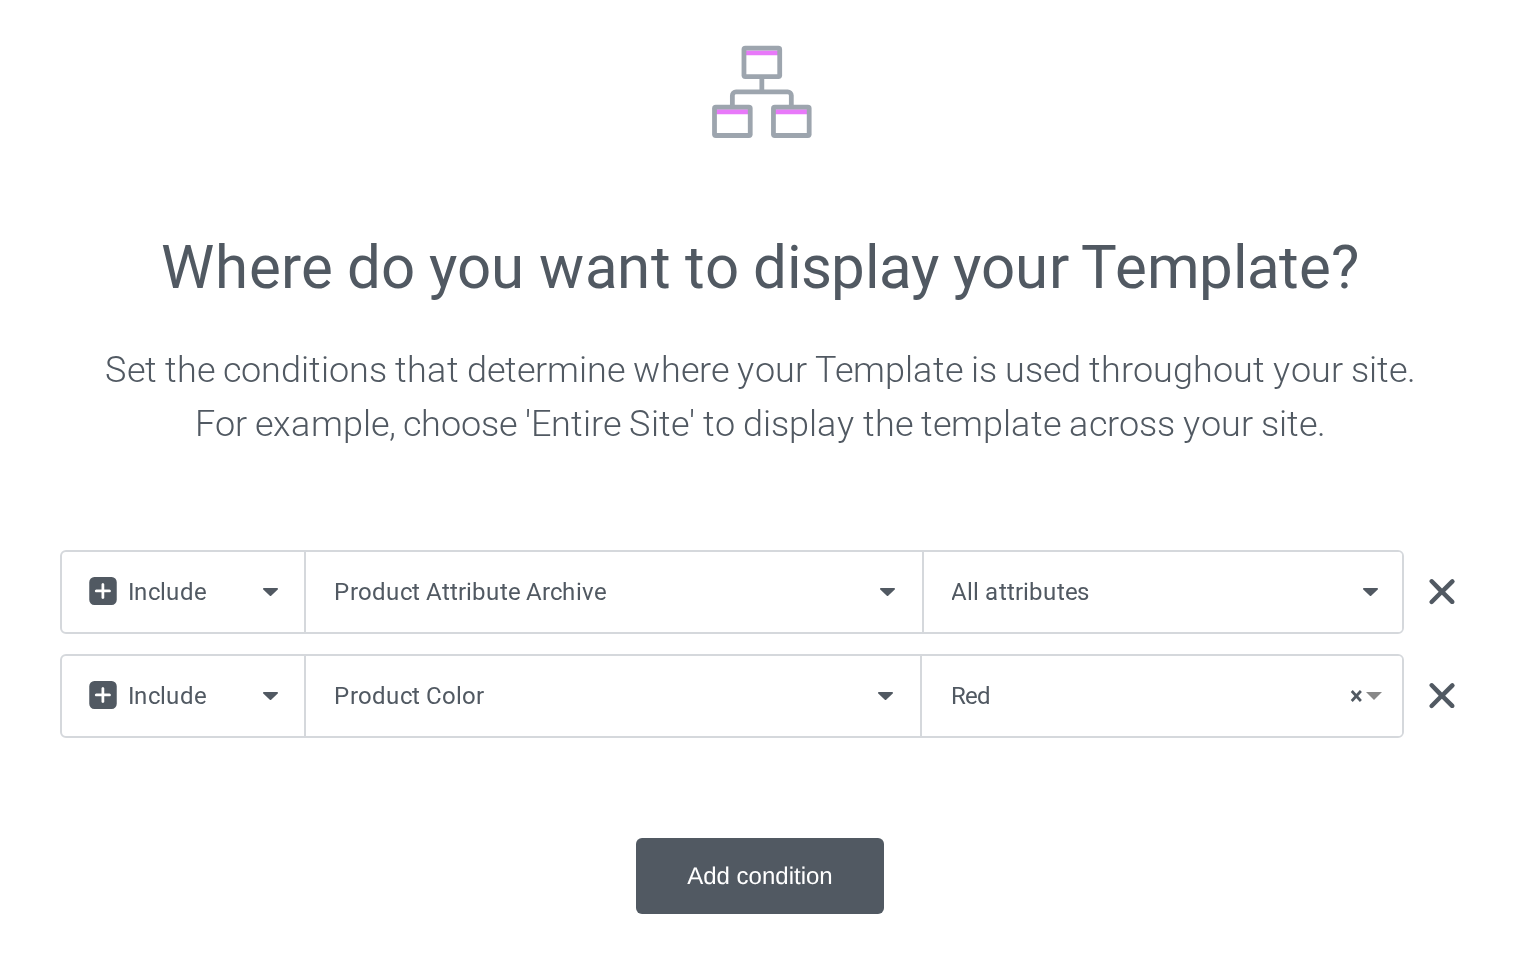 Where do you want to display your Template?
Set the conditions that determine where your Template is used throughout your site.
For example, choose 'Entire Site' to display the template across your site.
Include Product Attribute Archive All attributes
Include Product Color Red ×
Add condition